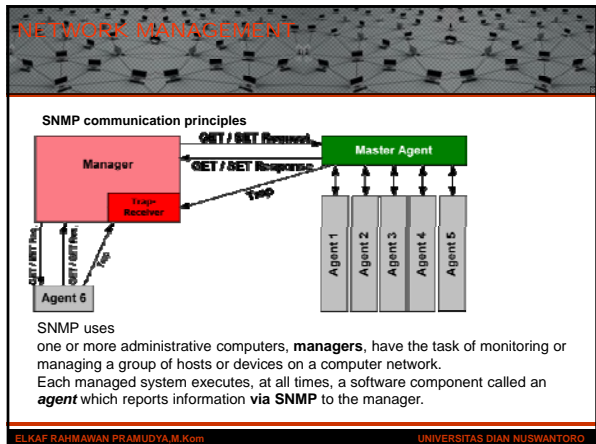 NETWORK MANAGEMENT
SNMP communication principles
GET / SET Request
Manager
Master Agent
GET / SET Response
Trap
Trap-
Receiver
Agent 1
Agent 2
Agent 3
Agent 4
Agent 5
GET / SET Req.
Trap
Agent 6
SNMP uses
one or more administrative computers, managers, have the task of monitoring or
managing a group of hosts or devices on a computer network.
Each managed system executes, at all times, a software component called an
agent which reports information via SNMP to the manager.
ELKAF RAHMAWAN PRAMUDYA,M.Kom
UNIVERSITAS DIAN NUSWANTORO